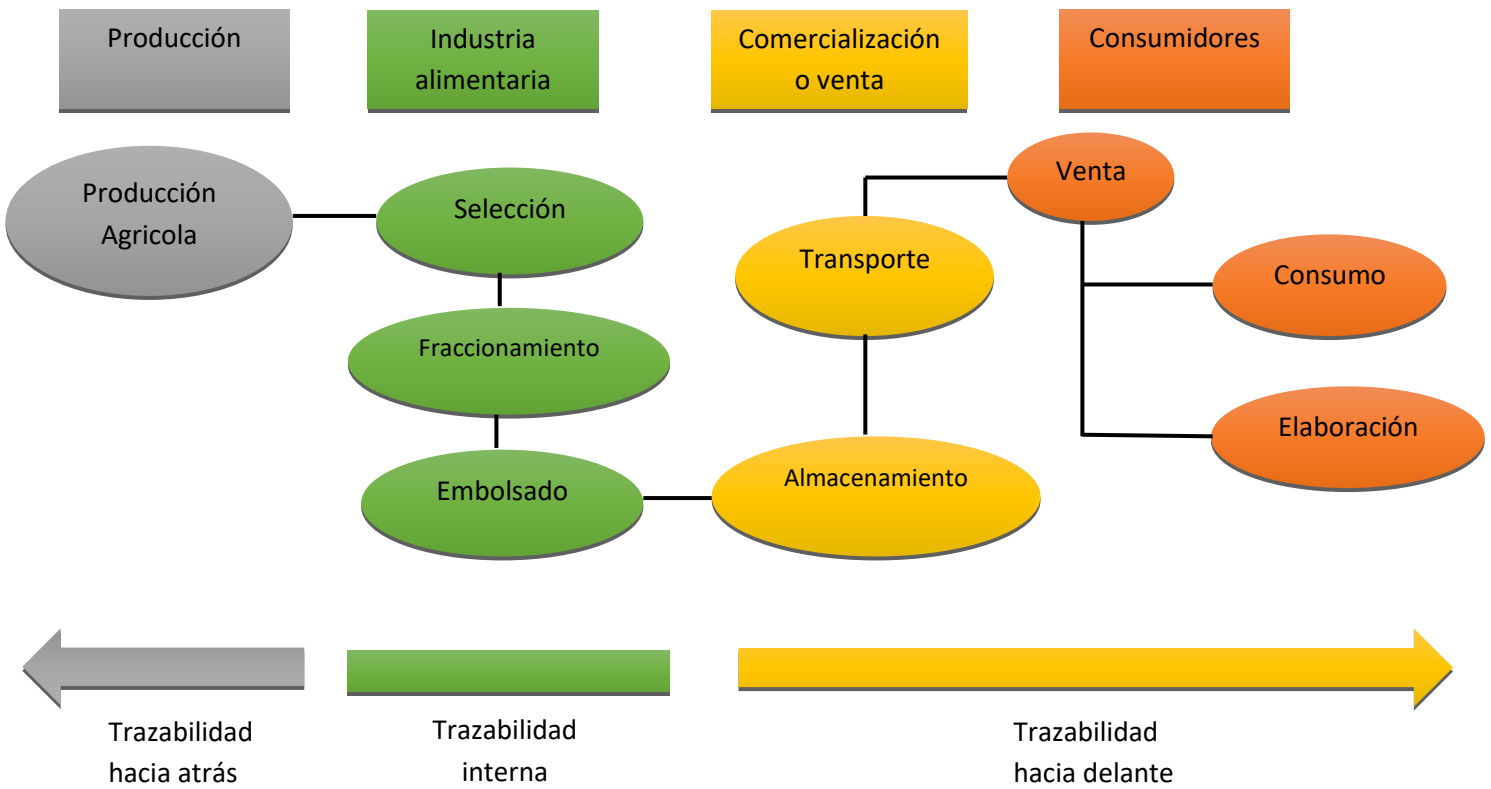 Producción
Industria
alimentaria
Comercialización
o venta
Consumidores
Producción
Agricola
Selección
Fraccionamiento
Embolsado
Transporte
Almacenamiento
Venta
Consumo
Elaboración
Trazabilidad
hacia atrás
Trazabilidad
interna
Trazabilidad
hacia delante